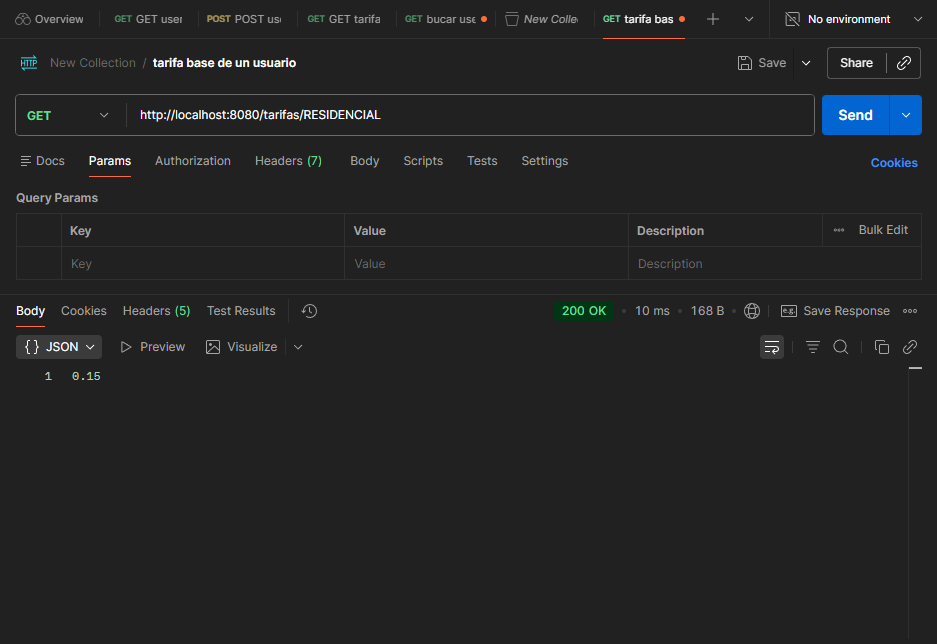 Overview GET GET user POST POST us GET GET tarifa GET bucar use New Colle GET tarifa bas No environment
HTTP New Collection / tarifa base de un usuario Save Share
GET http://localhost:8080/tarifas/RESIDENCIAL Send
Docs Params Authorization Headers (7) Body Scripts Tests Settings Cookies
Query Params
Key Value Description Bulk Edit
Key Value Description
Body Cookies Headers (5) Test Results 200 OK 10 ms 168 B e.g. Save Response
{} JSON Preview Visualize
1 0.15